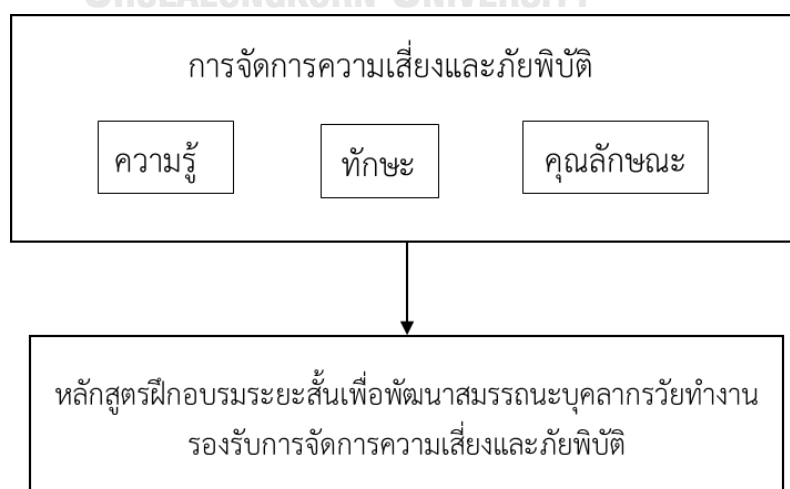 CHULALONGKORN UNIVERSITY
การจัดการความเสี่ยงและภัยพิบัติ
ความรู้
ทักษะ
คุณลักษณะ
หลักสูตรฝึกอบรมระยะสั้นเพื่อพัฒนาสมรรถนะบุคลากรวัยทำงาน
รองรับการจัดการความเสี่ยงและภัยพิบัติ